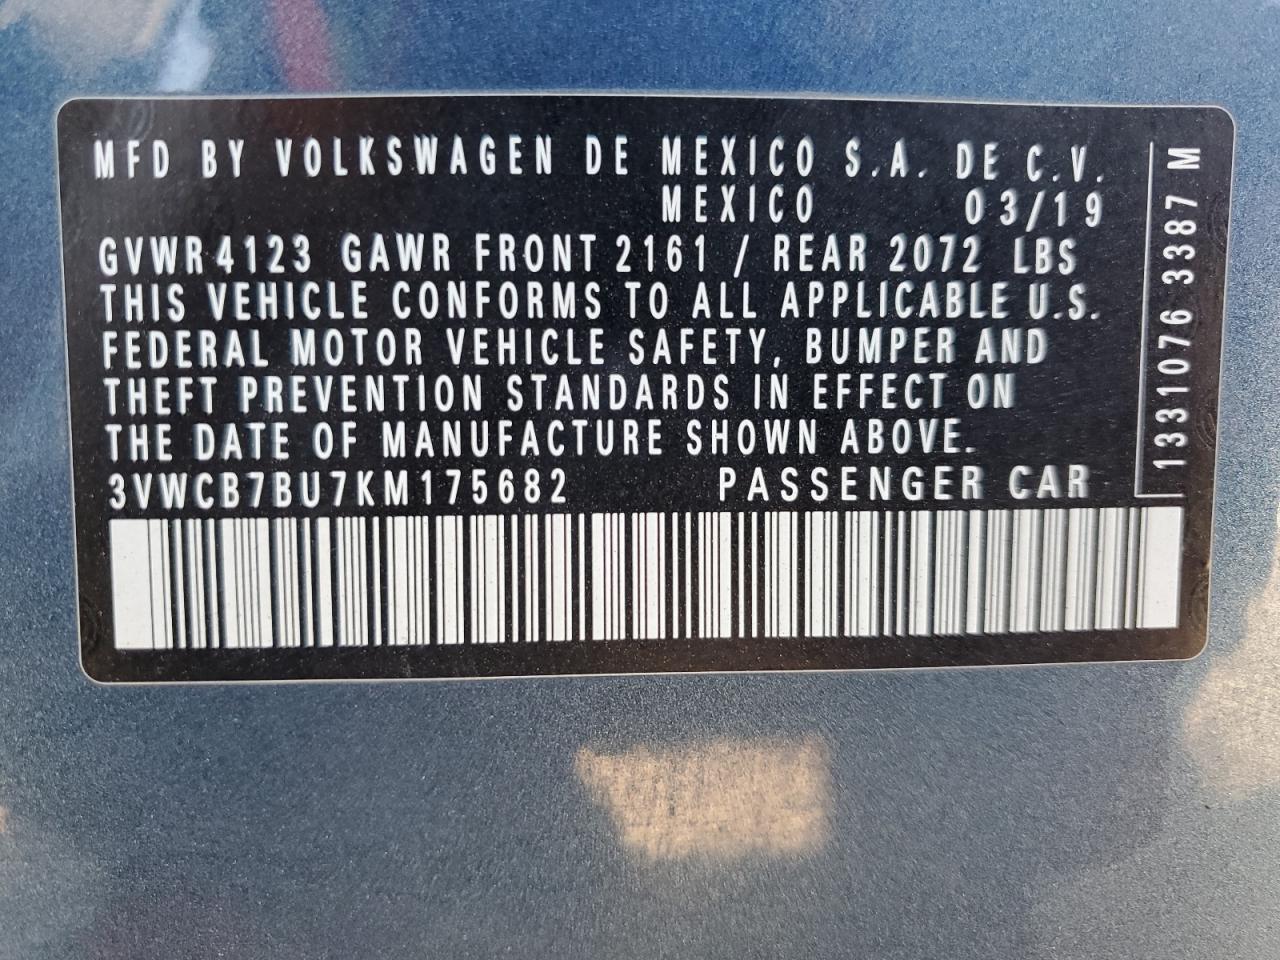 MFD BY VOLKSWAGEN DE MEXICO S.A. DE C.V.
MEXICO 03/19
GVWR 4123 GAWR FRONT 2161 / REAR 2072 LBS
THIS VEHICLE CONFORMS TO ALL APPLICABLE U.S.
FEDERAL MOTOR VEHICLE SAFETY, BUMPER AND
THEFT PREVENTION STANDARDS IN EFFECT ON
THE DATE OF MANUFACTURE SHOWN ABOVE.
3VWCB7BU7KM175682 PASSENGER CAR
1331076 3387 M